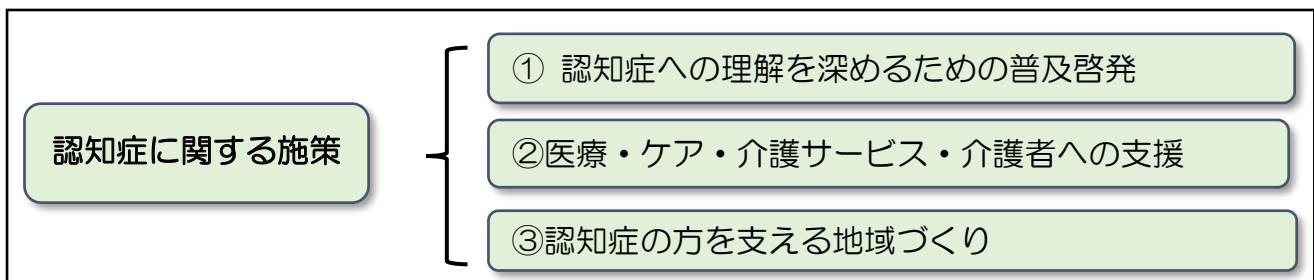 認知症に関する施策
① 認知症への理解を深めるための普及啓発
②医療・ケア・介護サービス・介護者への支援
③認知症の方を支える地域づくり